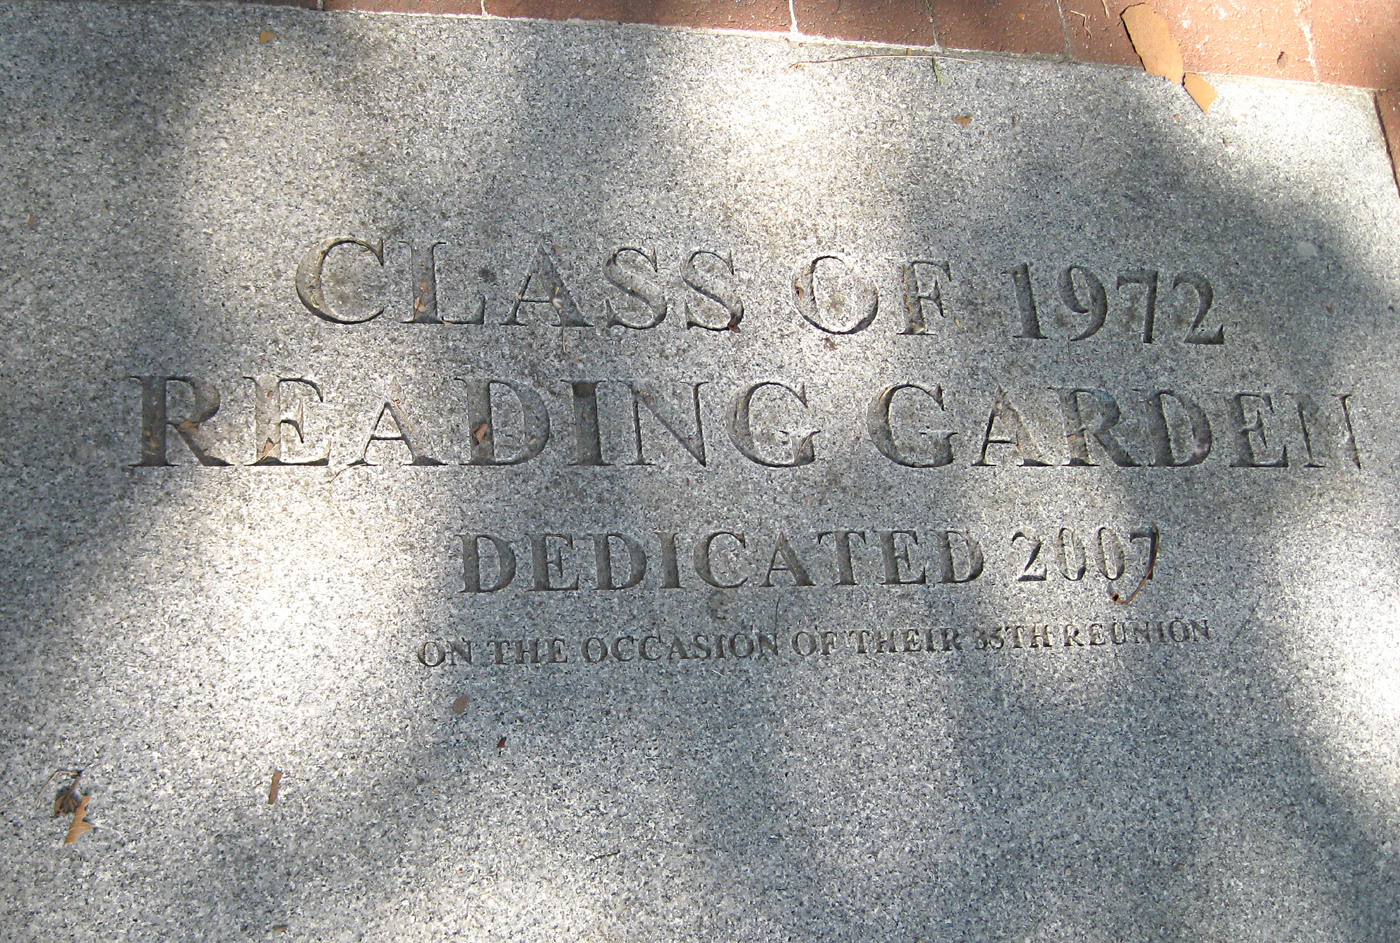 CLASS OF 1972
READING GARDEN
DEDICATED 2007
ON THE OCCASION OF THEIR 35TH REUNION